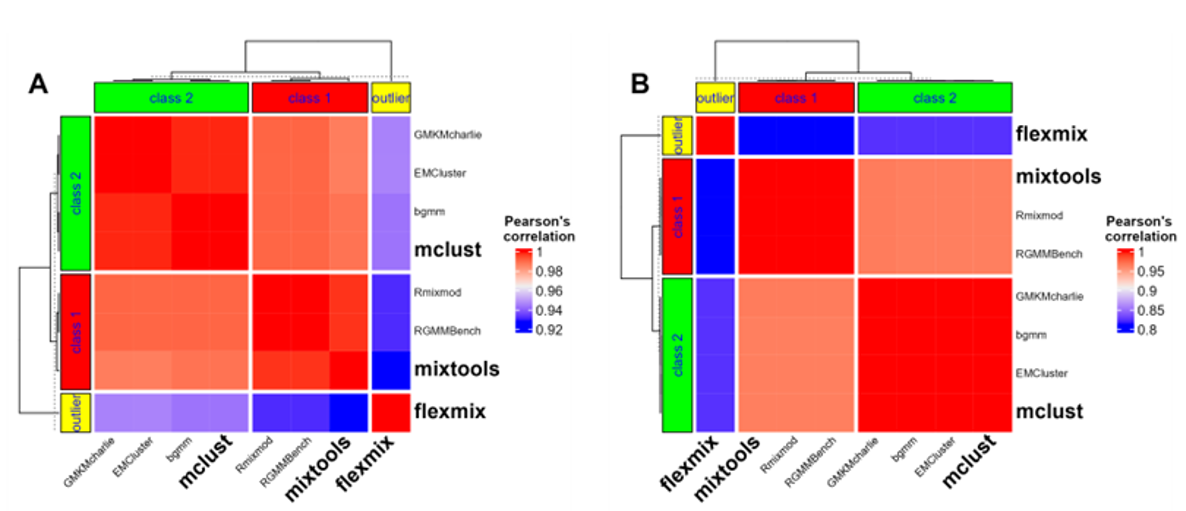 A
class 2
class 1
outlier
class 2
class 1
outlier
GMKMcharlie
EMCluster
bgmm
mclust
Rmixmod
RGMMBench
mixtools
flexmix
GMKMcharlie
EMCluster
bgmm
mclust
Rmixmod
RGMMBench
mixtools
flexmix
Pearson's
correlation
1
0.98
0.96
0.94
0.92
B
outlier
class 1
class 2
outlier
class 1
class 2
flexmix
mixtools
Rmixmod
RGMMBench
GMKMcharlie
bgmm
EMCluster
mclust
flexmix
mixtools
Rmixmod
RGMMBench
GMKMcharlie
bgmm
EMCluster
mclust
Pearson's
correlation
1
0.95
0.9
0.85
0.8